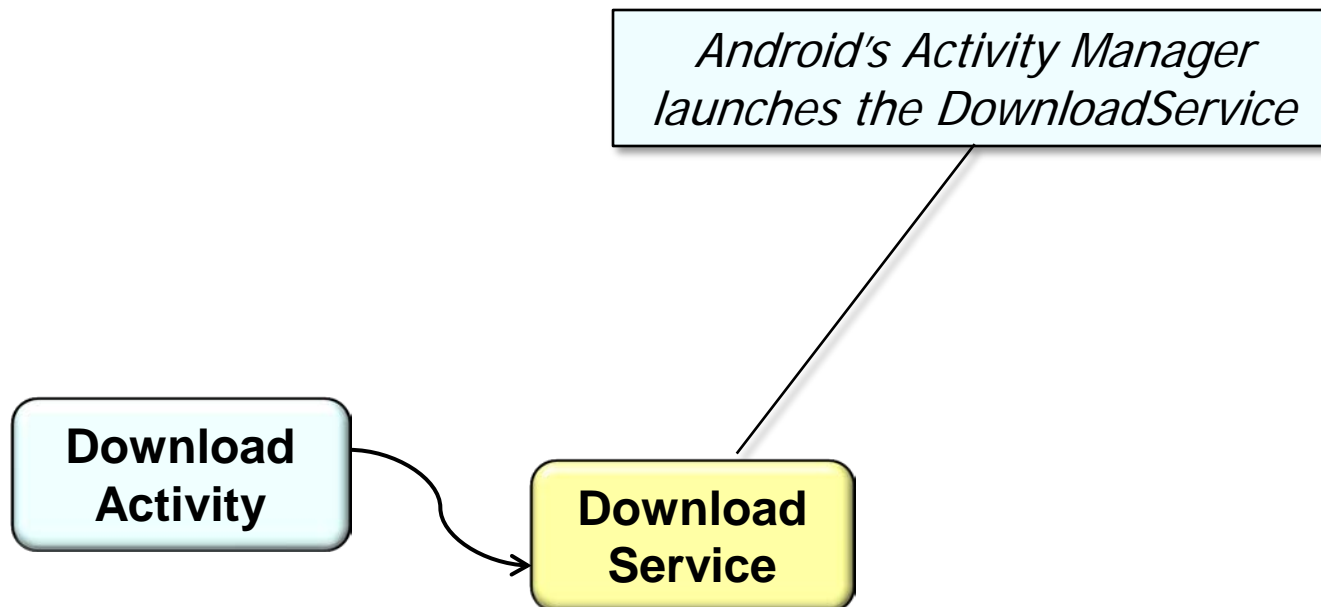 Android's Activity Manager
launches the DownloadService
Download
Activity
Download
Service